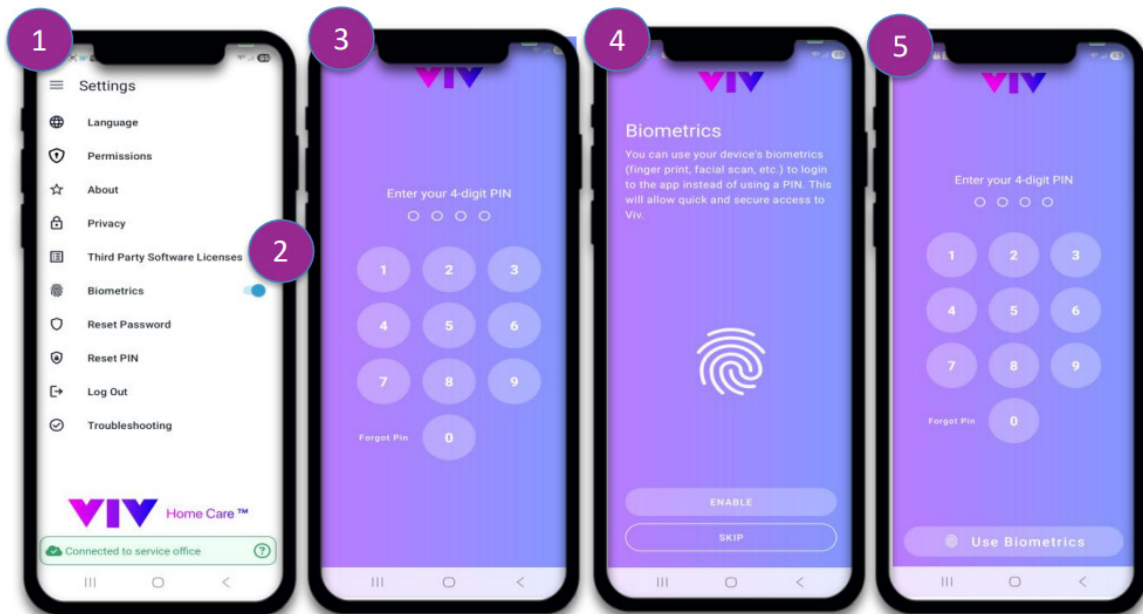 1
Settings
Language
Permissions
About
Privacy
Third Party Software Licenses
2
Biometrics
Reset Password
Reset PIN
Log Out
Troubleshooting
VIV Home Care ™
Connected to service office ?
3
VIV
Enter your 4-digit PIN
1 2 3
4 5 6
7 8 9
Forgot Pin 0
4
VIV
Biometrics
You can use your device's biometrics
(finger print, facial scan, etc.) to login
to the app instead of using a PIN. This
will allow quick and secure access to
Viv.
ENABLE
SKIP
5
VIV
Enter your 4-digit PIN
1 2 3
4 5 6
7 8 9
Forgot Pin 0
Use Biometrics